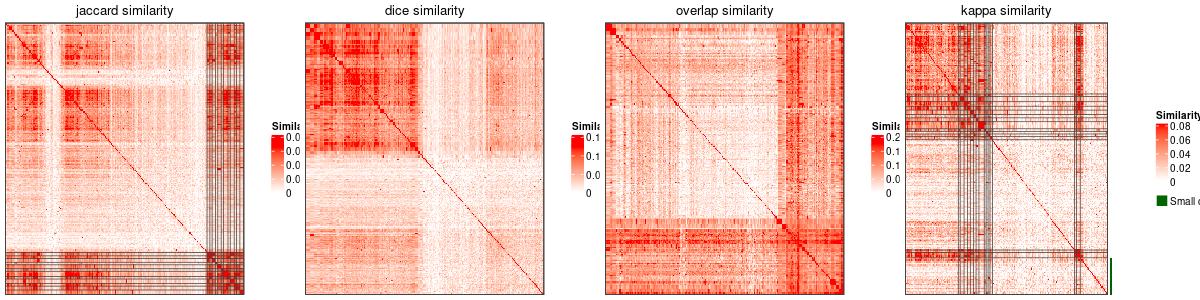 jaccard similarity
dice similarity
overlap similarity
kappa similarity
Simila
0.0
0.0
0.0
0
Simila
0.1
0.1
0.0
0
Simila
0.2
0.1
0.1
0
Similarity
0.08
0.06
0.04
0.02
0
Small c